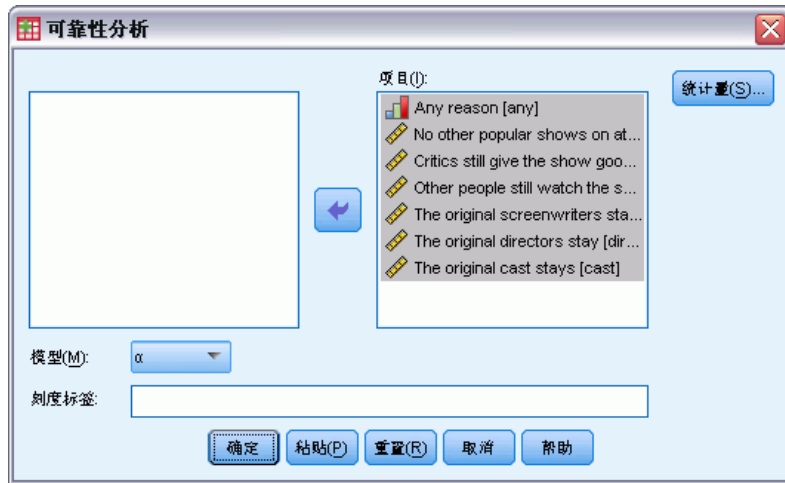 可靠性分析
项目(I):
统计量(S)...
Any reason [any]
No other popular shows on at...
Critics still give the show goo...
Other people still watch the s...
The original screenwriters sta...
The original directors stay [dir...
The original cast stays [cast]
模型(M):
α
刻度标签:
确定
粘贴(P)
重置(R)
取消
帮助